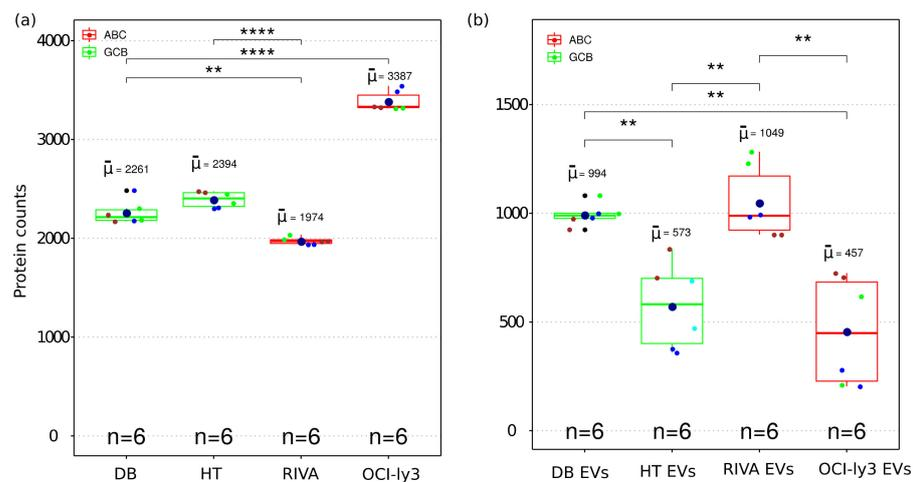 (a)
ABC
GCB
****
****
**
4000
3000
2000
1000
0
Protein counts
μ̄ = 2261
μ̄ = 2394
μ̄ = 1974
μ̄ = 3387
n=6
n=6
n=6
n=6
DB
HT
RIVA
OCI-ly3
(b)
ABC
GCB
**
**
**
**
1500
1000
500
0
μ̄ = 994
μ̄ = 573
μ̄ = 1049
μ̄ = 457
n=6
n=6
n=6
n=6
DB EVs
HT EVs
RIVA EVs
OCI-ly3 EVs